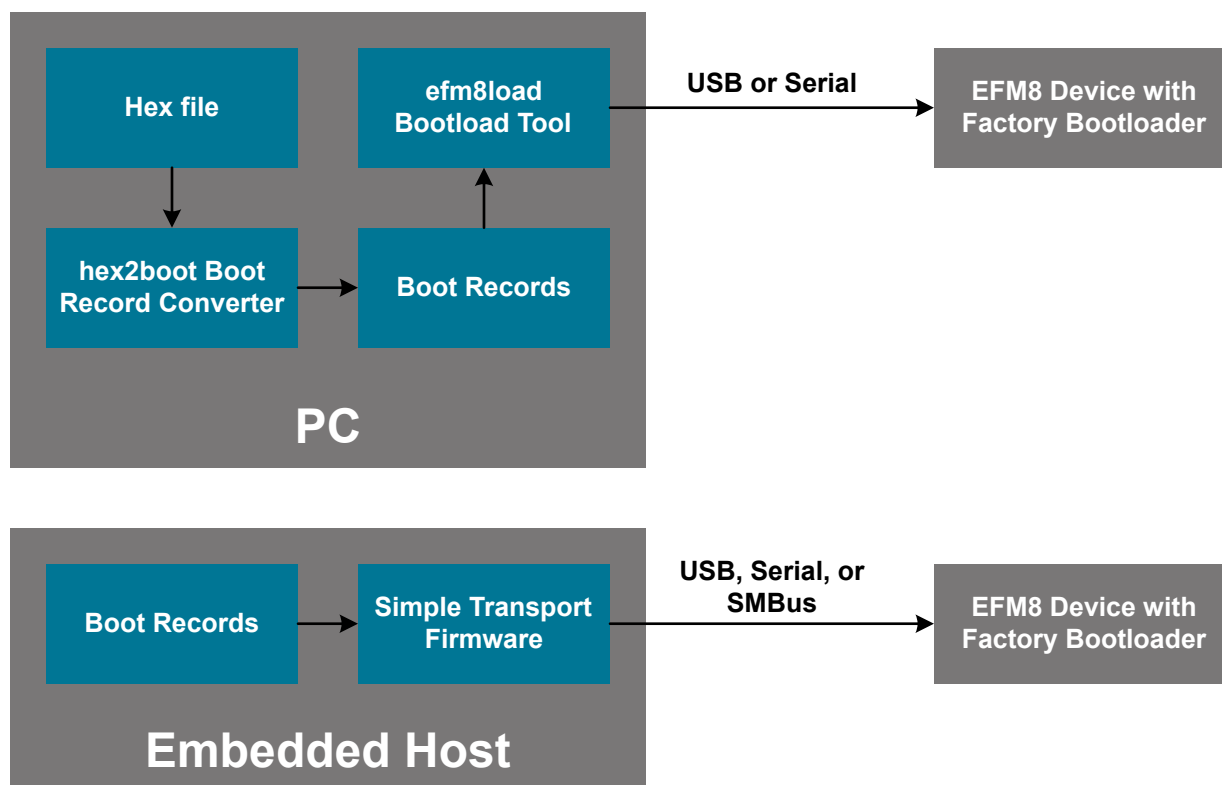 Hex file
efm8load
Bootload Tool
USB or Serial
EFM8 Device with
Factory Bootloader
hex2boot Boot
Record Converter
Boot Records
PC
Boot Records
Simple Transport
Firmware
USB, Serial, or
SMBus
EFM8 Device with
Factory Bootloader
Embedded Host